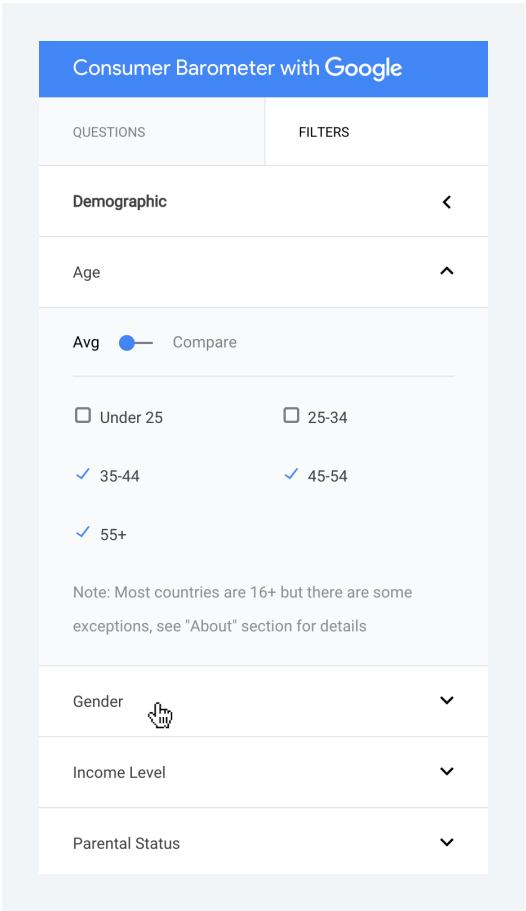 Consumer Barometer with Google
QUESTIONS FILTERS
Demographic
Age
Avg Compare
Under 25 25-34
35-44 45-54
55+
Note: Most countries are 16+ but there are some
exceptions, see "About" section for details
Gender
Income Level
Parental Status